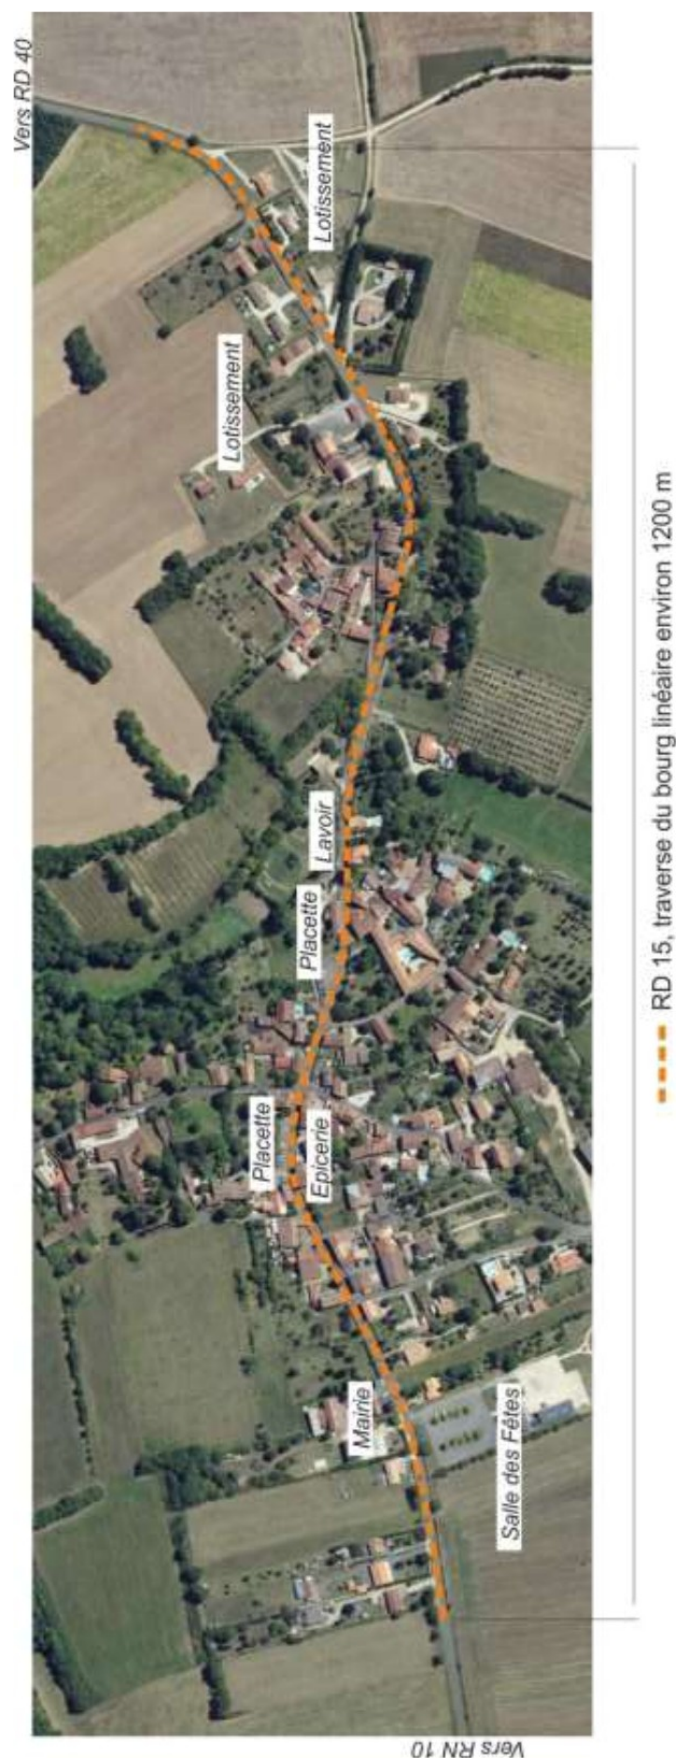 Vers RD 40
Lotissement
Lotissement
Lavoir
Placette
Placette
Epicerie
Mairie
Salle des Fêtes
Vers RN 10
RD 15, traverse du bourg linéaire environ 1200 m